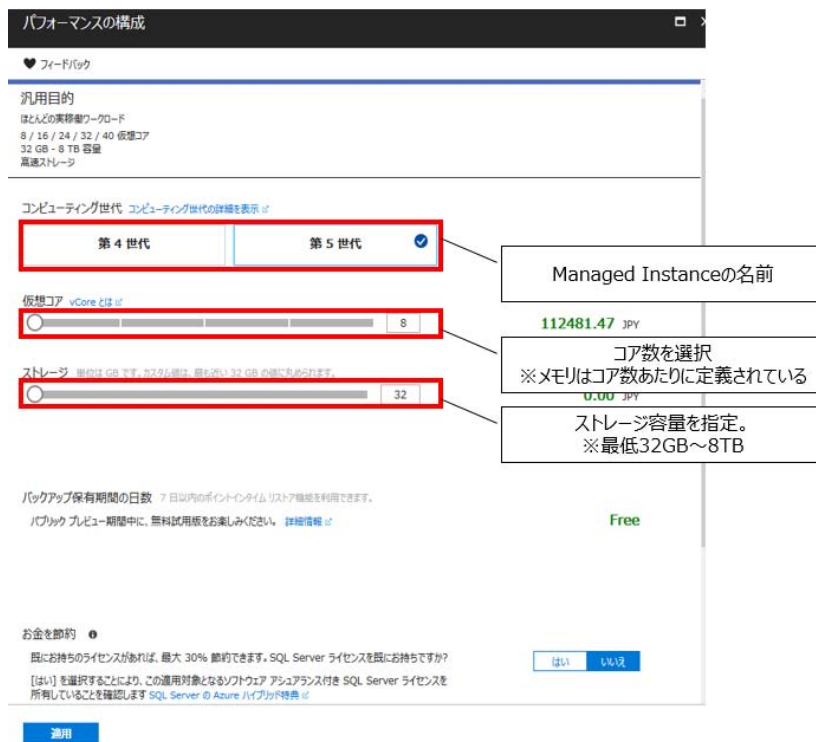 パフォーマンスの構成
フィードバック
汎用目的
ほとんどの実稼働ワークロード
8 / 16 / 24 / 32 / 40 仮想コア
32 GB - 8 TB 容量
高速ストレージ
コンピューティング世代 コンピューティング世代の詳細を表示
第 4 世代
第 5 世代
Managed Instanceの名前
仮想コア vCore とは
8
112481.47 JPY
コア数を選択
※メモリはコア数あたりに定義されている
ストレージ 単位は GB です。カスタム値は、最も近い 32 GB の値に丸められます。
32
0.00 JPY
ストレージ容量を指定。
※最低32GB～8TB
バックアップ保有期間の日数 7 日以内のポイントインタイム リストア機能を利用できます。
パブリック プレビュー期間中に、無料試用版をお楽しみください。 詳細情報
Free
お金を節約
既にお持ちのライセンスがあれば、最大 30% 節約できます。SQL Server ライセンスを既にお持ちですか?
はい
いいえ
[はい] を選択することにより、この適用対象となるソフトウェア アシュアランス付き SQL Server ライセンスを
所有していることを確認します SQL Server の Azure ハイブリッド特典
適用